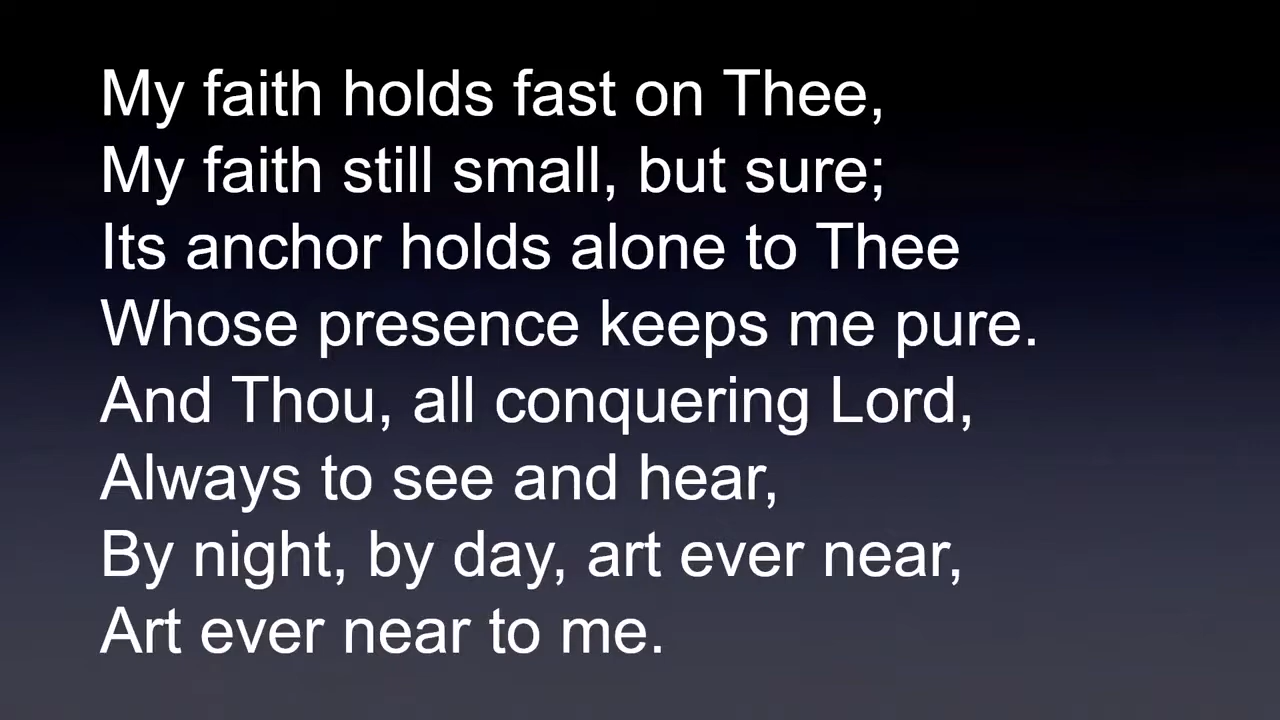 My faith holds fast on Thee,
My faith still small, but sure;
Its anchor holds alone to Thee
Whose presence keeps me pure.
And Thou, all conquering Lord,
Always to see and hear,
By night, by day, art ever near,
Art ever near to me.